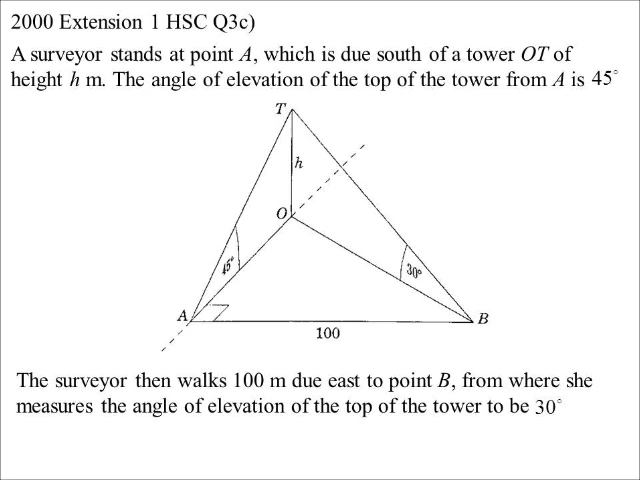 2000 Extension 1 HSC Q3c)
A surveyor stands at point A, which is due south of a tower OT of
height h m. The angle of elevation of the top of the tower from A is 45°
T
h
O
45°
30°
A
B
100
The surveyor then walks 100 m due east to point B, from where she
measures the angle of elevation of the top of the tower to be 30°